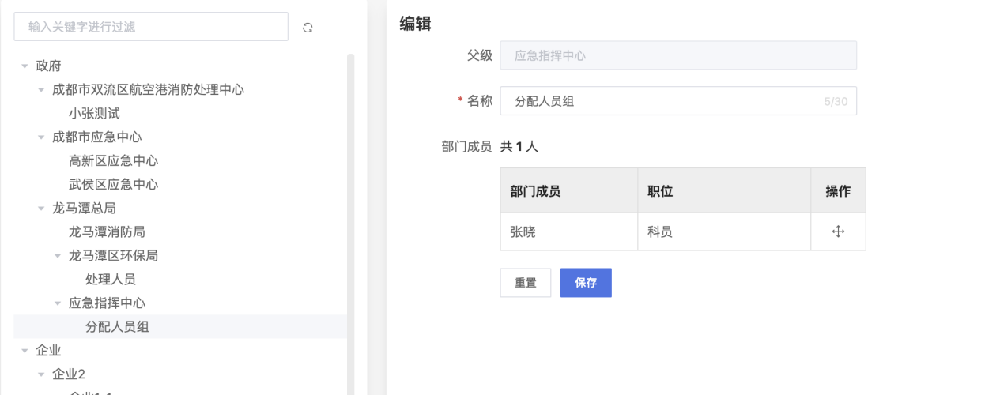 输入关键字进行过滤
政府
成都市双流区航空港消防处理中心
小张测试
成都市应急中心
高新区应急中心
武侯区应急中心
龙马潭总局
龙马潭消防局
龙马潭区环保局
处理人员
应急指挥中心
分配人员组
企业
企业2
编辑
父级 应急指挥中心
* 名称 分配人员组 5/30
部门成员 共 1 人
部门成员 职位 操作
张晓 科员
重置 保存